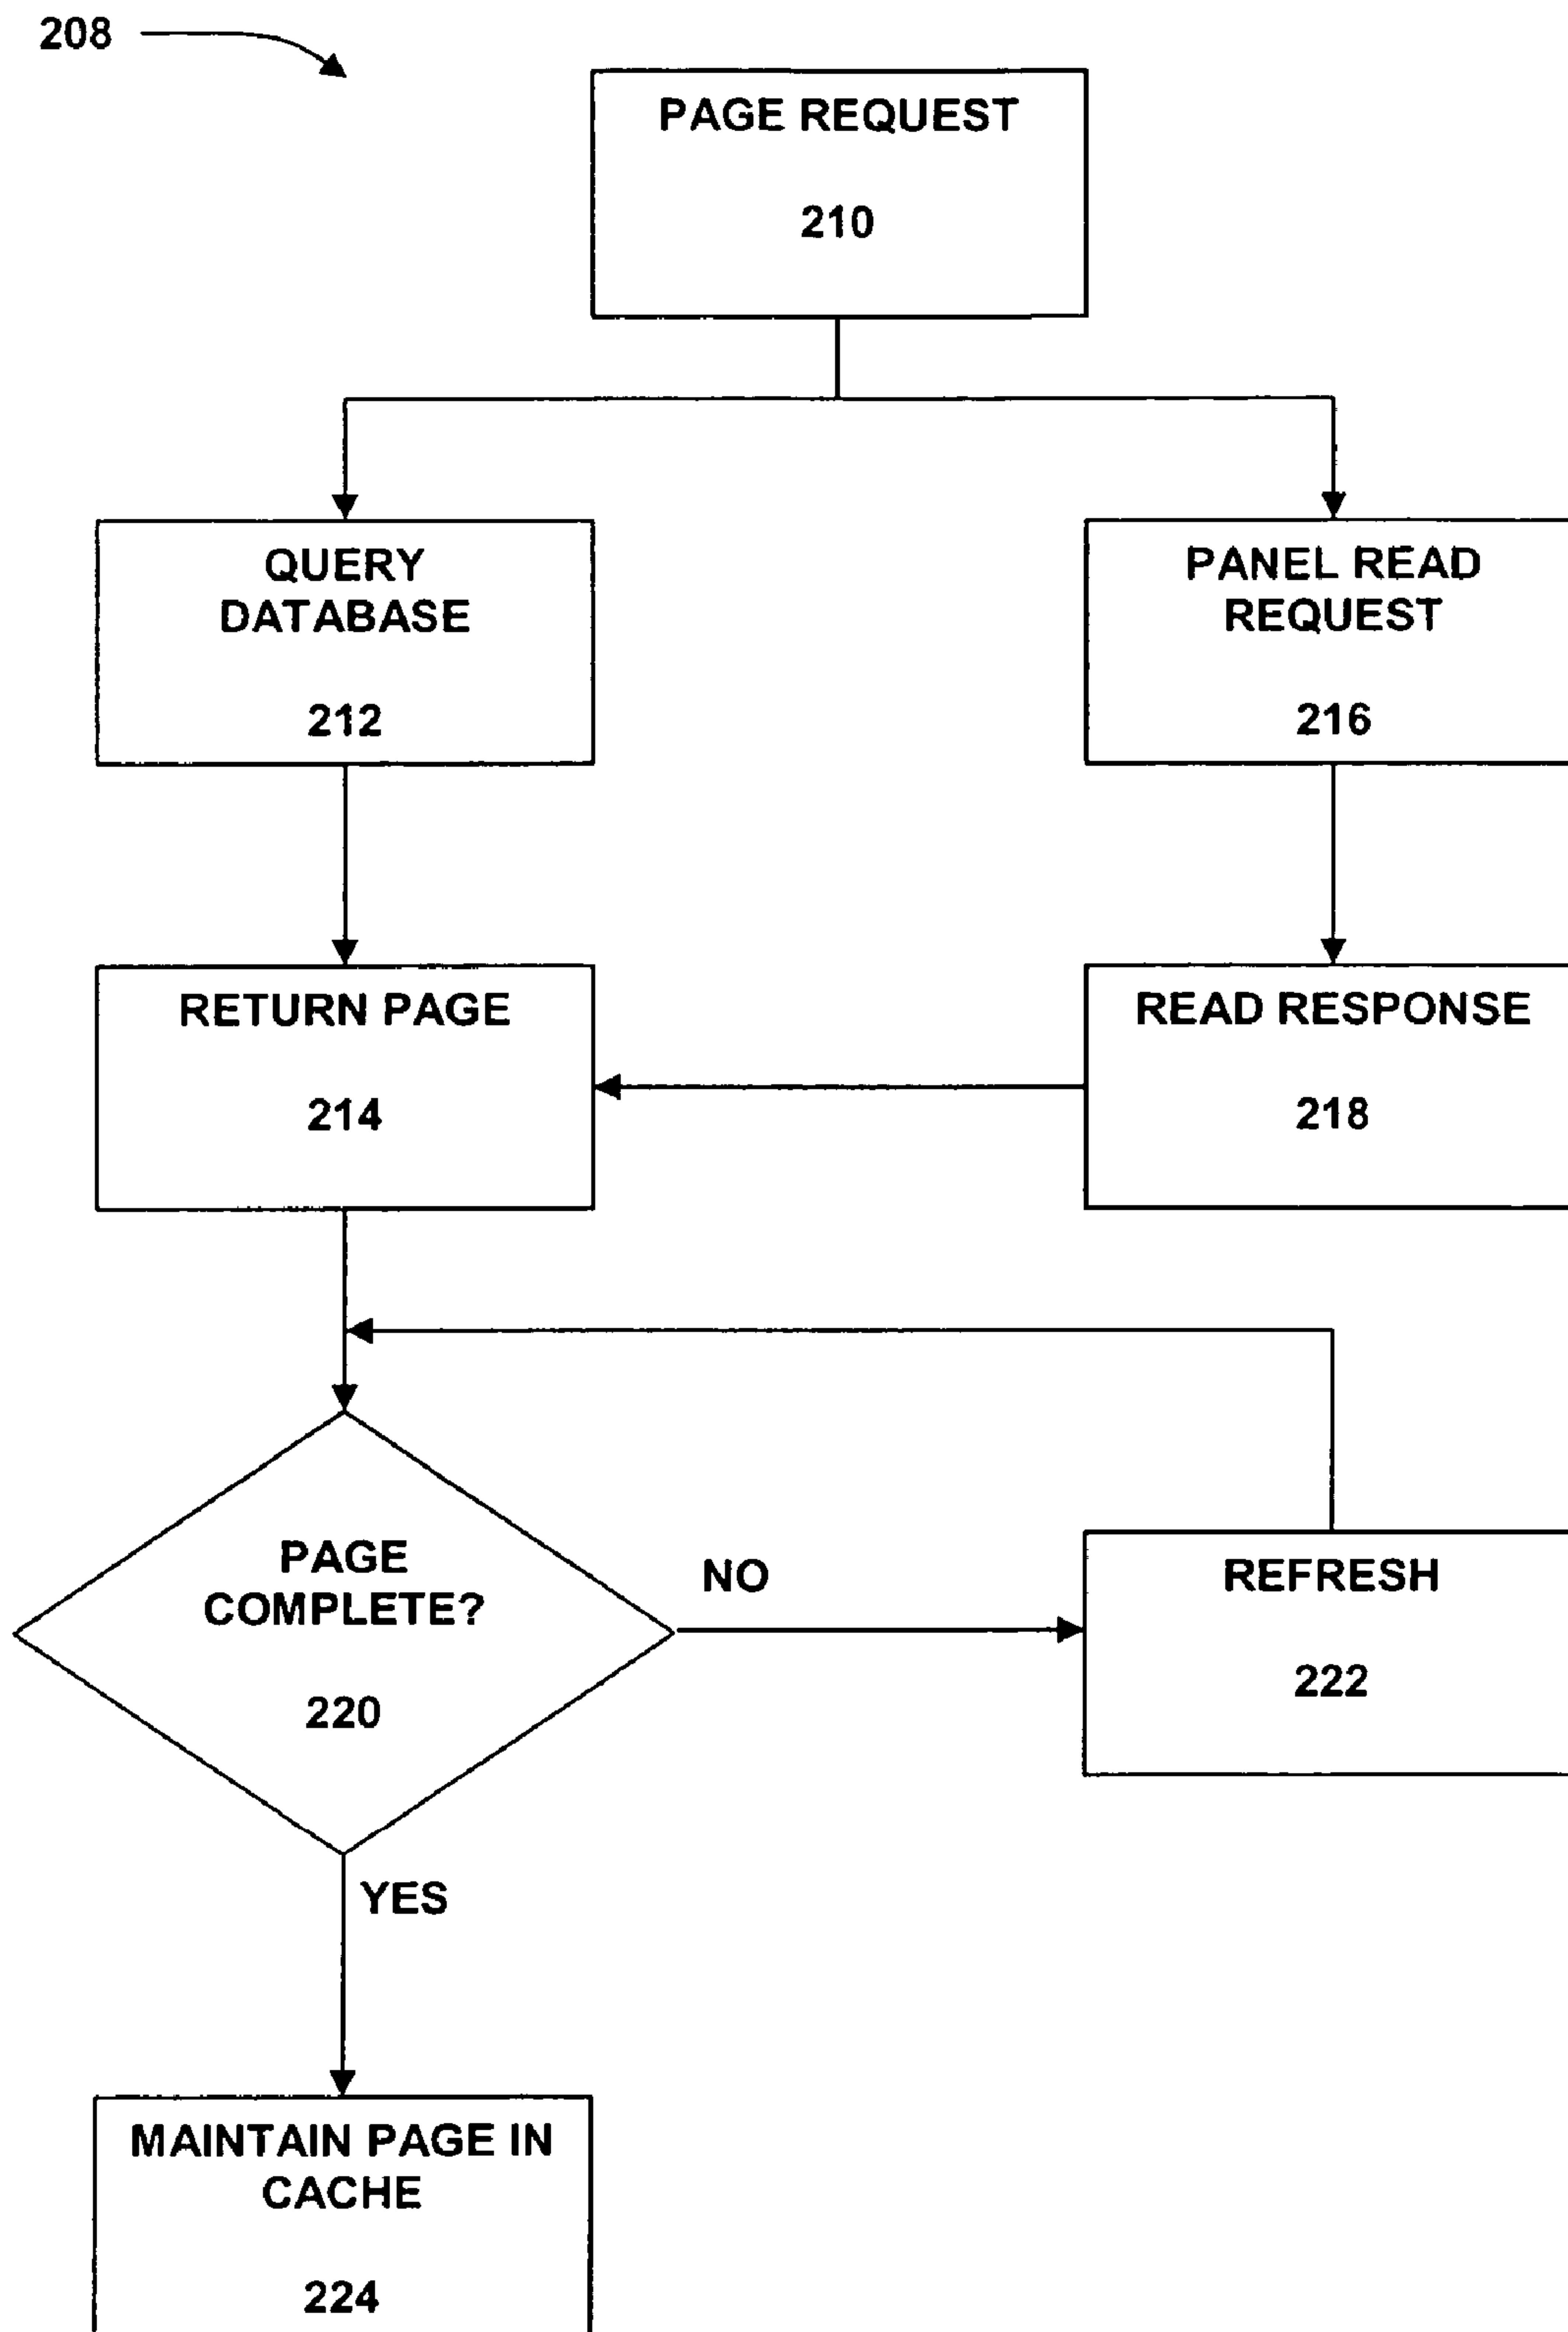 208
PAGE REQUEST
210
QUERY
DATABASE
212
PANEL READ
REQUEST
216
RETURN PAGE
214
READ RESPONSE
218
PAGE
COMPLETE?
220
NO
REFRESH
222
YES
MAINTAIN PAGE IN
CACHE
224